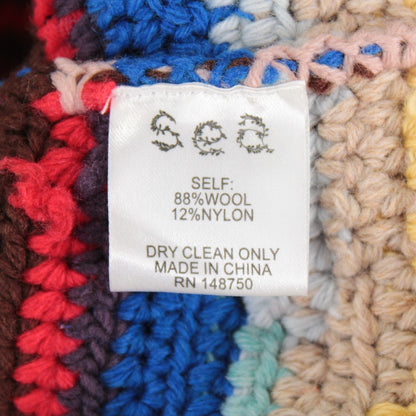 Sea
SELF:
88%WOOL
12%NYLON
DRY CLEAN ONLY
MADE IN CHINA
RN 148750